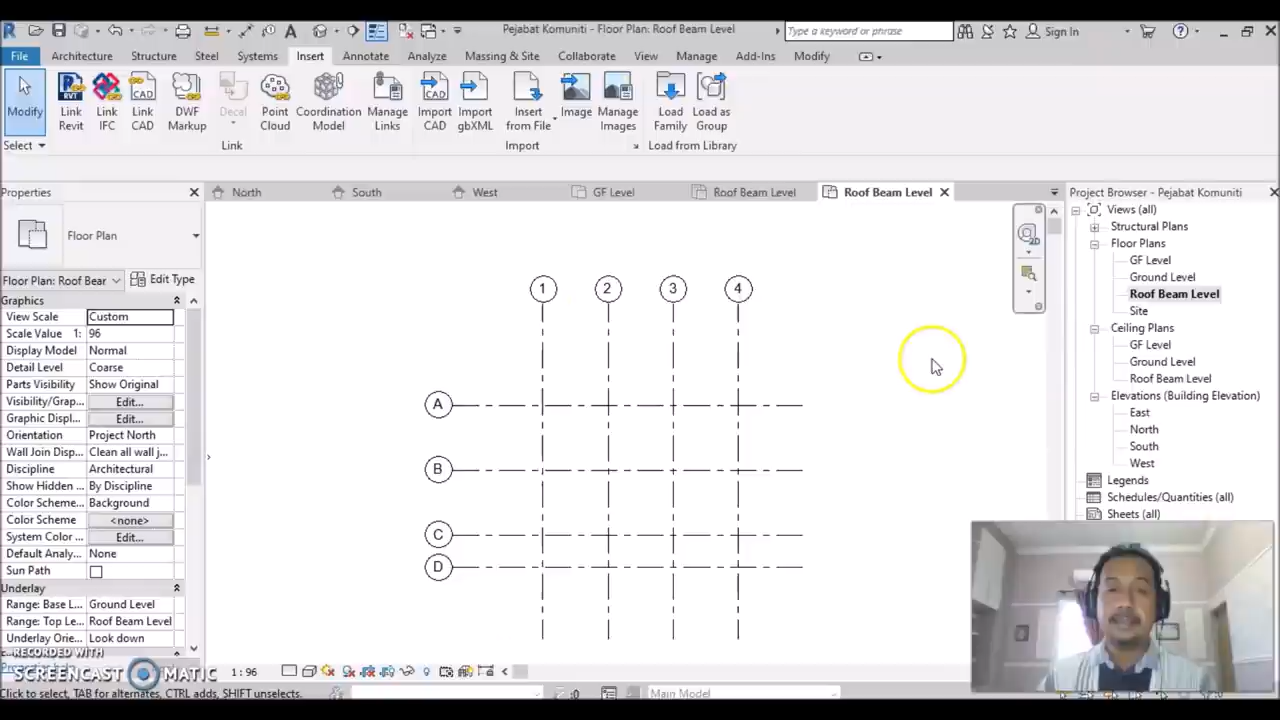 Pejabat Komuniti - Floor Plan: Roof Beam Level
Type a keyword or phrase
Sign In
File Architecture Structure Steel Systems Insert Annotate Analyze Massing & Site Collaborate View Manage Add-Ins Modify
Modify
Link Revit
Link IFC
Link CAD
DWF Markup
Decal
Point Cloud
Coordination Model
Manage Links
Import CAD
Import gbXML
Insert from File
Image
Manage Images
Load Family
Load as Group
Select
Link
Import
Load from Library
Properties
North
South
West
GF Level
Roof Beam Level
Roof Beam Level
Project Browser - Pejabat Komuniti
Floor Plan
Floor Plan: Roof Bear
Edit Type
Graphics
View Scale Custom
Scale Value 1: 96
Display Model Normal
Detail Level Coarse
Parts Visibility Show Original
Visibility/Grap... Edit...
Graphic Displ... Edit...
Orientation Project North
Wall Join Disp... Clean all wall j...
Discipline Architectural
Show Hidden ... By Discipline
Color Scheme... Background
Color Scheme <none>
System Color ... Edit...
Default Analy... None
Sun Path
Underlay
Range: Base L... Ground Level
Range: Top Le... Roof Beam Level
Underlay Orie... Look down
RECORDED WITH
SCREENCAST MATIC
1
2
3
4
A
B
C
D
2D
Views (all)
Structural Plans
Floor Plans
GF Level
Ground Level
Roof Beam Level
Site
Ceiling Plans
GF Level
Ground Level
Roof Beam Level
Elevations (Building Elevation)
East
North
South
West
Legends
Schedules/Quantities (all)
Sheets (all)
1 : 96
Click to select, TAB for alternates, CTRL adds, SHIFT unselects.
:0
Main Model